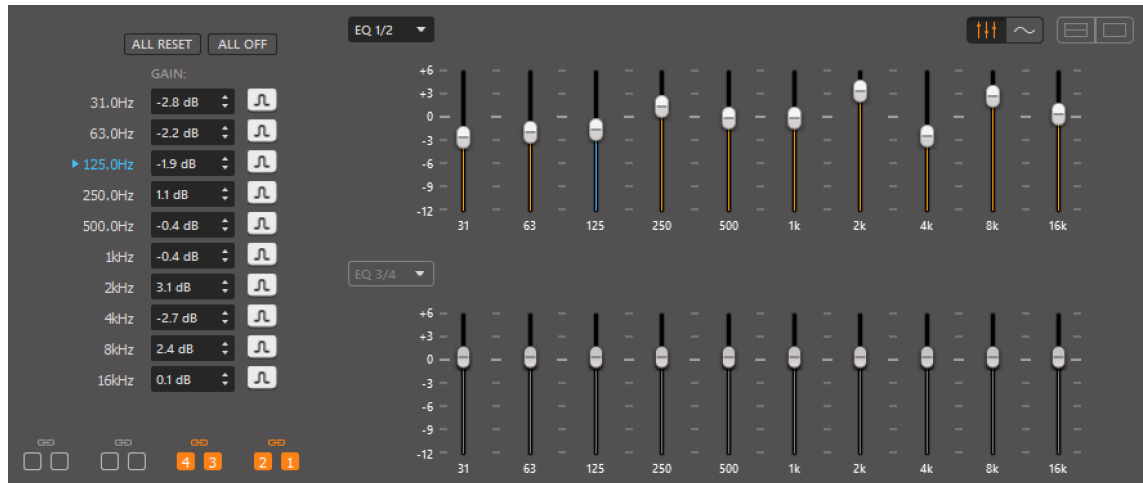 EQ 1/2
ALL RESET ALL OFF
GAIN:
31.0Hz -2.8 dB
63.0Hz -2.2 dB
125.0Hz -1.9 dB
250.0Hz 1.1 dB
500.0Hz -0.4 dB
1kHz -0.4 dB
2kHz 3.1 dB
4kHz -2.7 dB
8kHz 2.4 dB
16kHz 0.1 dB
4 3 2 1
+6
+3
0
-3
-6
-9
-12
31 63 125 250 500 1k 2k 4k 8k 16k
EQ 3/4
+6
+3
0
-3
-6
-9
-12
31 63 125 250 500 1k 2k 4k 8k 16k